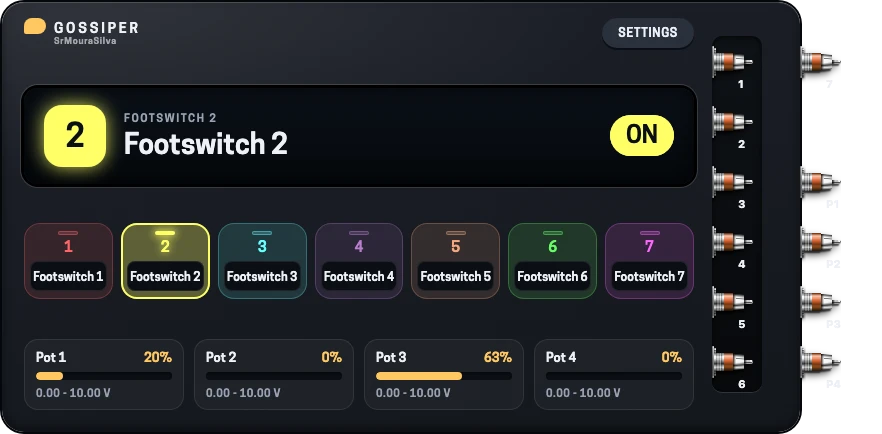 GOSSIPER
SrMouraSilva
SETTINGS
2
FOOTSWITCH 2
Footswitch 2
ON
1
2
3
4
5
6
7
Footswitch 1
Footswitch 2
Footswitch 3
Footswitch 4
Footswitch 5
Footswitch 6
Footswitch 7
Pot 1 20%
0.00 - 10.00 V
Pot 2 0%
0.00 - 10.00 V
Pot 3 63%
0.00 - 10.00 V
Pot 4 0%
0.00 - 10.00 V
1
2
3
4
5
6
7
P1
P2
P3
P4